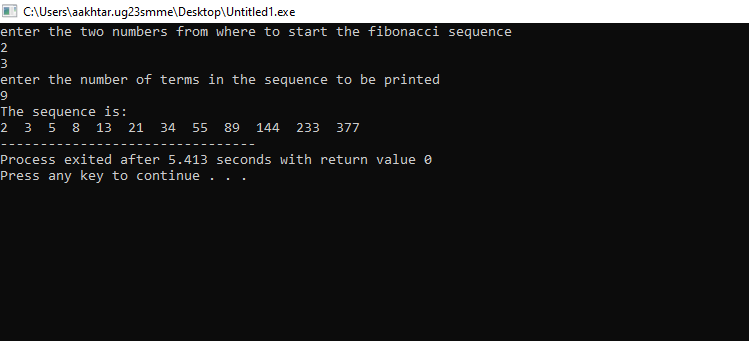 C:\Users\aakhtar.ug23smme\Desktop\Untitled1.exe
enter the two numbers from where to start the fibonacci sequence
2
3
enter the number of terms in the sequence to be printed
9
The sequence is:
2  3  5  8  13  21  34  55  89  144  233  377
--------------------------------
Process exited after 5.413 seconds with return value 0
Press any key to continue . . .